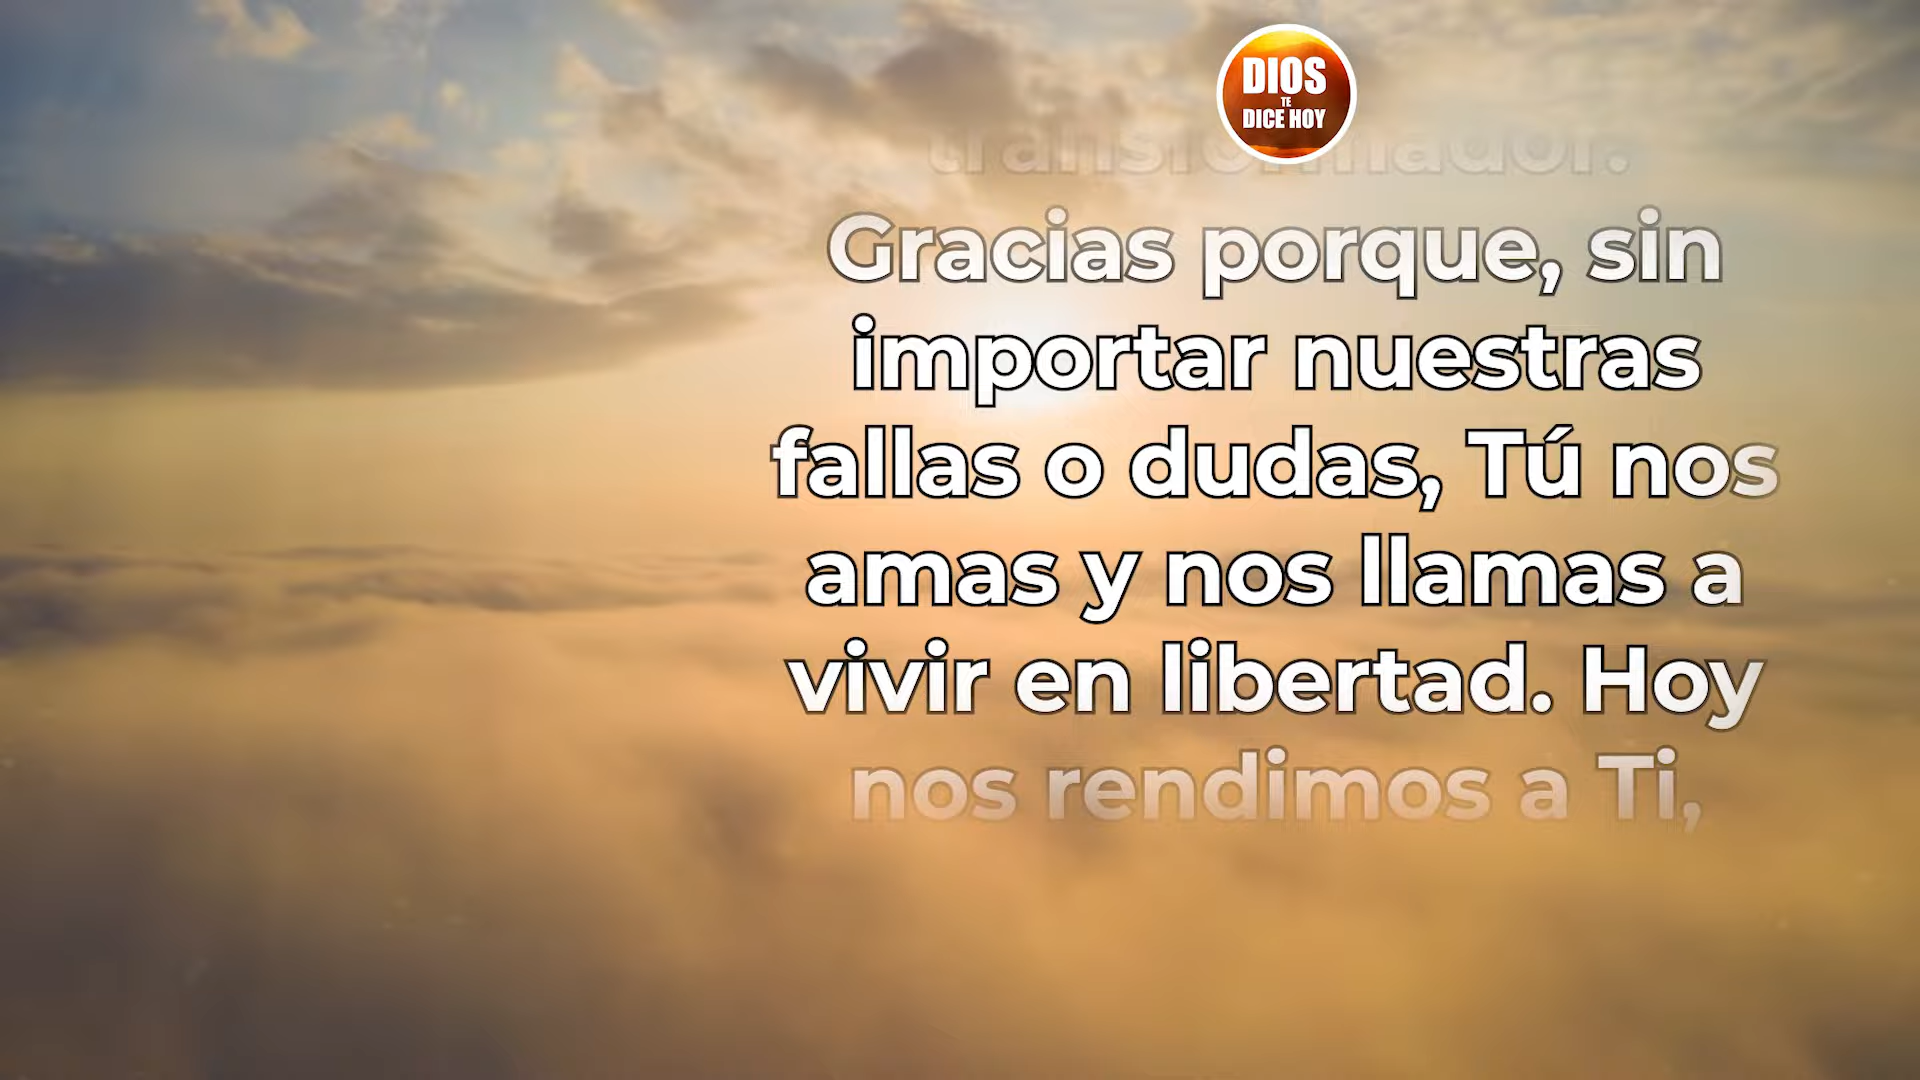 DIOS
TE
DICE HOY
transformador.
Gracias porque, sin
importar nuestras
fallas o dudas, Tú nos
amas y nos llamas a
vivir en libertad. Hoy
nos rendimos a Ti,